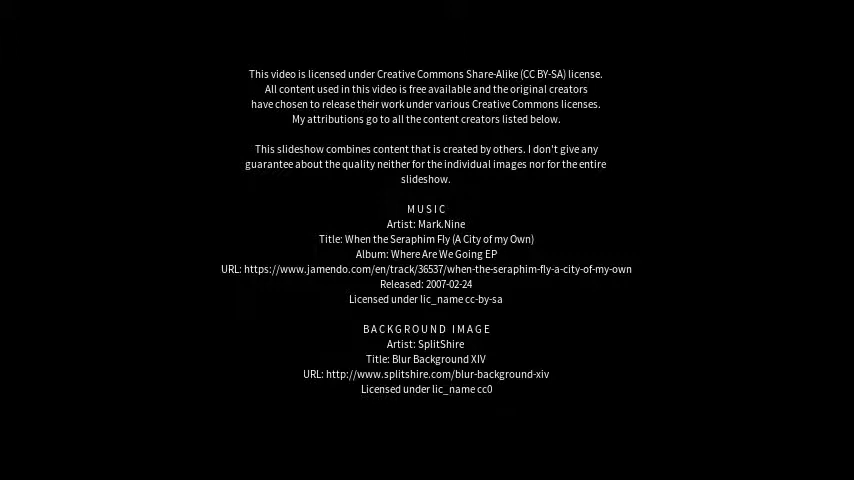 This video is licensed under Creative Commons Share-Alike (CC BY-SA) license.
All content used in this video is free available and the original creators
have chosen to release their work under various Creative Commons licenses.
My attributions go to all the content creators listed below.
This slideshow combines content that is created by others. I don't give any
guarantee about the quality neither for the individual images nor for the entire
slideshow.
MUSIC
Artist: Mark.Nine
Title: When the Seraphim Fly (A City of my Own)
Album: Where Are We Going EP
URL: https://www.jamendo.com/en/track/36537/when-the-seraphim-fly-a-city-of-my-own
Released: 2007-02-24
Licensed under lic_name cc-by-sa
BACKGROUND IMAGE
Artist: SplitShire
Title: Blur Background XIV
URL: http://www.splitshire.com/blur-background-xiv
Licensed under lic_name cc0